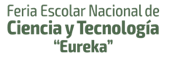 Feria Escolar Nacional de
Ciencia y Tecnología
“Eureka”